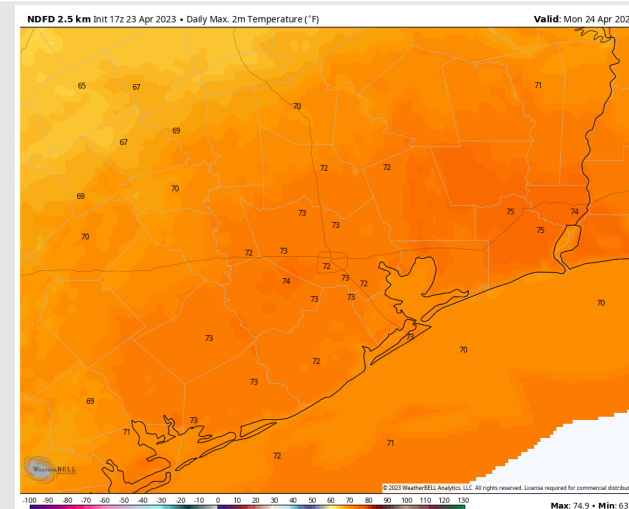 NDFD 2.5 km Init 17z 23 Apr 2023 • Daily Max. 2m Temperature (°F) Valid: Mon 24 Apr 202
65 67 71
70
69
67
72 72
70
69
73 75 74
73 75
70
72 73
72
74 73 72
73 73 70
73 73
70
72
73
69
73
71
71
72
WeatherBELL
© 2023 WeatherBELL Analytics, LLC. All rights reserved. License required for commercial distribut
-100 -90 -80 -70 -60 -50 -40 -30 -20 -10 0 10 20 30 40 50 60 70 80 90 100 110 120 130
Max: 74.9 • Min: 63